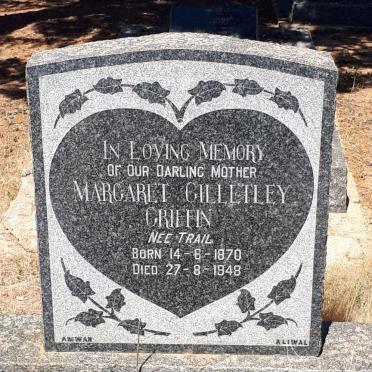 IN LOVING MEMORY
OF OUR DARLING MOTHER
MARGARET GILLETLEY
GRIFFIN
NEE TRAIL
BORN 14-6-1870
DIED 27-8-1948
AMWAN ALIWAL